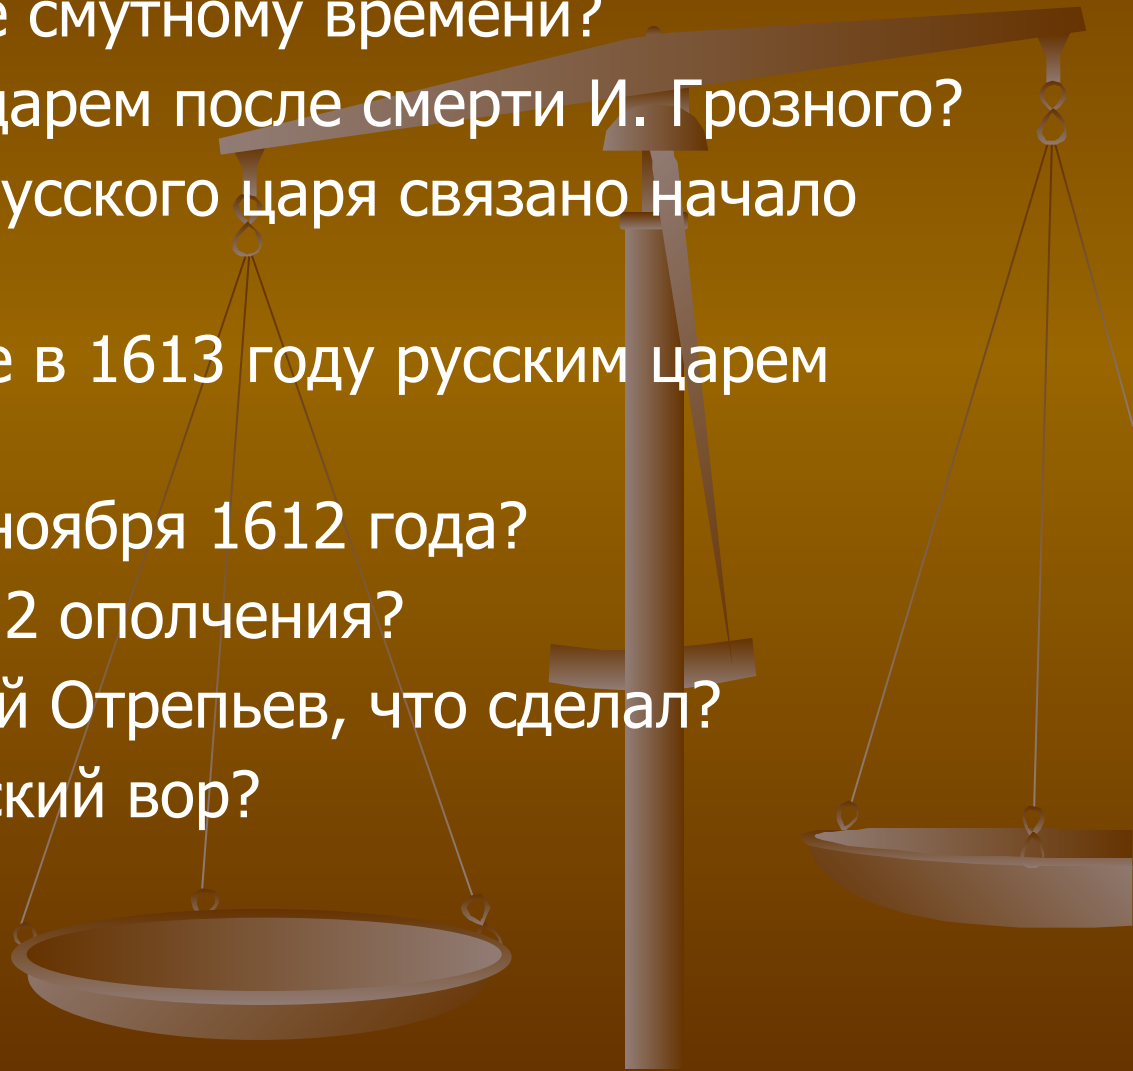 е смутному времени?
царем после смерти И. Грозного?
усского царя связано начало
е в 1613 году русским царем
ноября 1612 года?
2 ополчения?
й Отрепьев, что сделал?
ский вор?